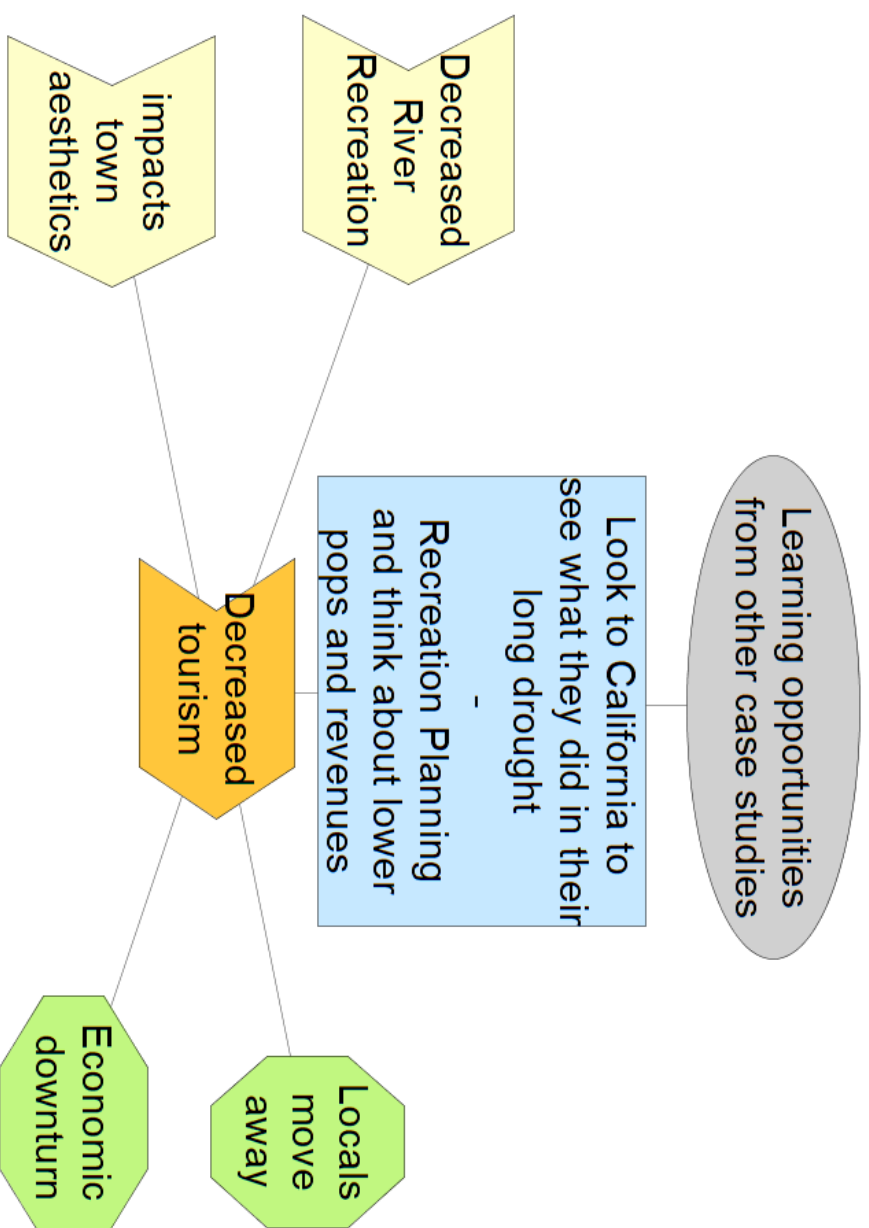 Learning opportunities
from other case studies
Look to California to
see what they did in their
long drought
-
Recreation Planning
and think about lower
pops and revenues
Decreased
River
Recreation
impacts
town
aesthetics
Decreased
tourism
Locals
move
away
Economic
downturn